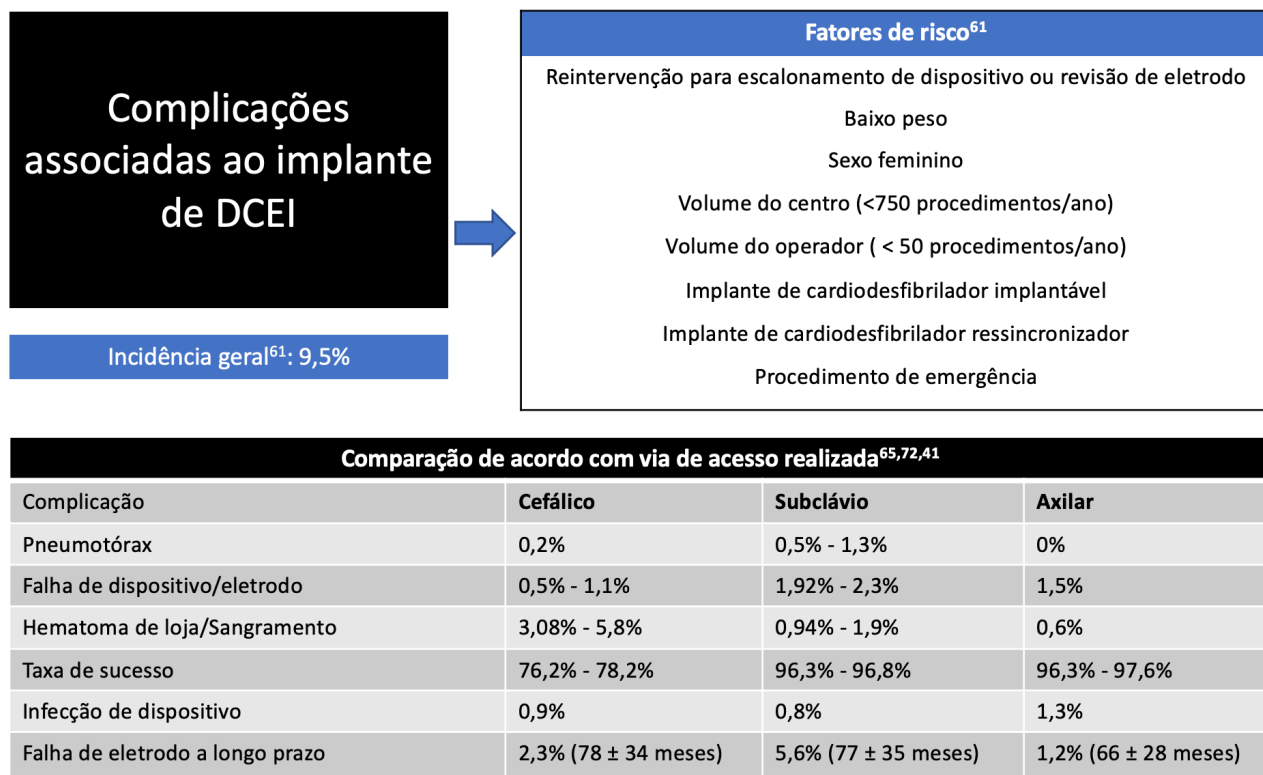 Complicações
associadas ao implante
de DCEI
Incidência geral⁶¹: 9,5%
Fatores de risco⁶¹
Reintervenção para escalonamento de dispositivo ou revisão de eletrodo
Baixo peso
Sexo feminino
Volume do centro (<750 procedimentos/ano)
Volume do operador ( < 50 procedimentos/ano)
Implante de cardiodesfibrilador implantável
Implante de cardiodesfibrilador ressincronizador
Procedimento de emergência
Comparação de acordo com via de acesso realizada⁶⁵,⁷²,⁴¹
Complicação Cefálico Subclávio Axilar
Pneumotórax 0,2% 0,5% - 1,3% 0%
Falha de dispositivo/eletrodo 0,5% - 1,1% 1,92% - 2,3% 1,5%
Hematoma de loja/Sangramento 3,08% - 5,8% 0,94% - 1,9% 0,6%
Taxa de sucesso 76,2% - 78,2% 96,3% - 96,8% 96,3% - 97,6%
Infecção de dispositivo 0,9% 0,8% 1,3%
Falha de eletrodo a longo prazo 2,3% (78 ± 34 meses) 5,6% (77 ± 35 meses) 1,2% (66 ± 28 meses)